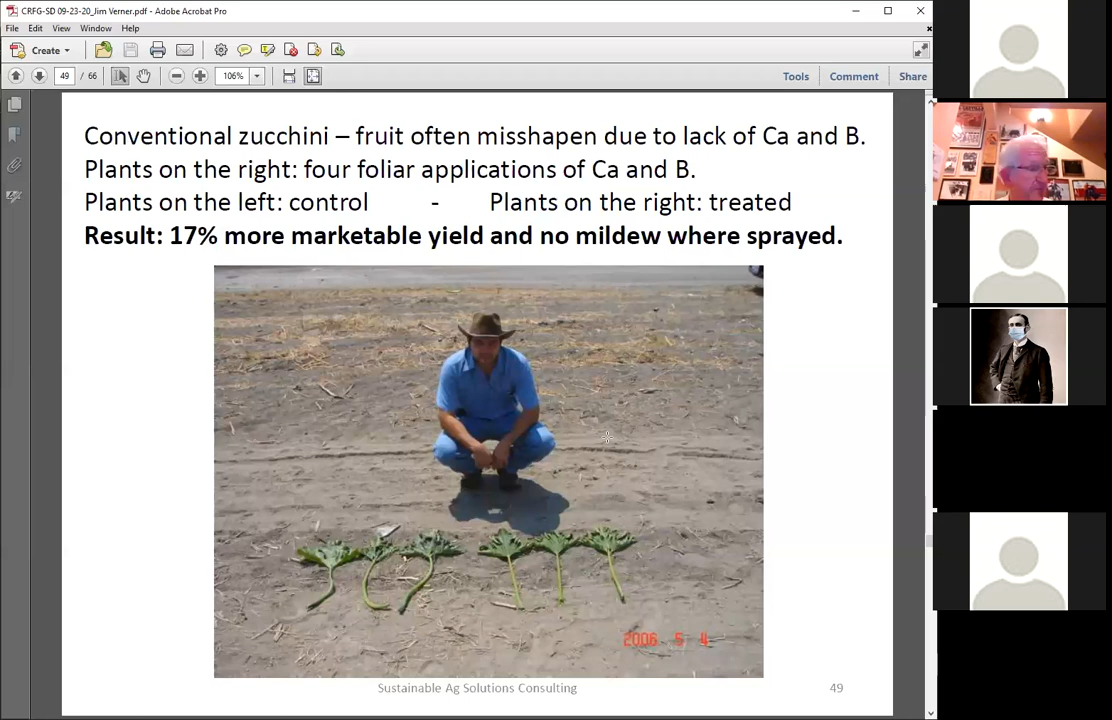 CRFG-SD 09-23-20_Jim Verner.pdf - Adobe Acrobat Pro
File Edit View Window Help
Create
49 / 66 106% Tools Comment Share
Conventional zucchini – fruit often misshapen due to lack of Ca and B.
Plants on the right: four foliar applications of Ca and B.
Plants on the left: control - Plants on the right: treated
Result: 17% more marketable yield and no mildew where sprayed.
2006 5 4
Sustainable Ag Solutions Consulting 49